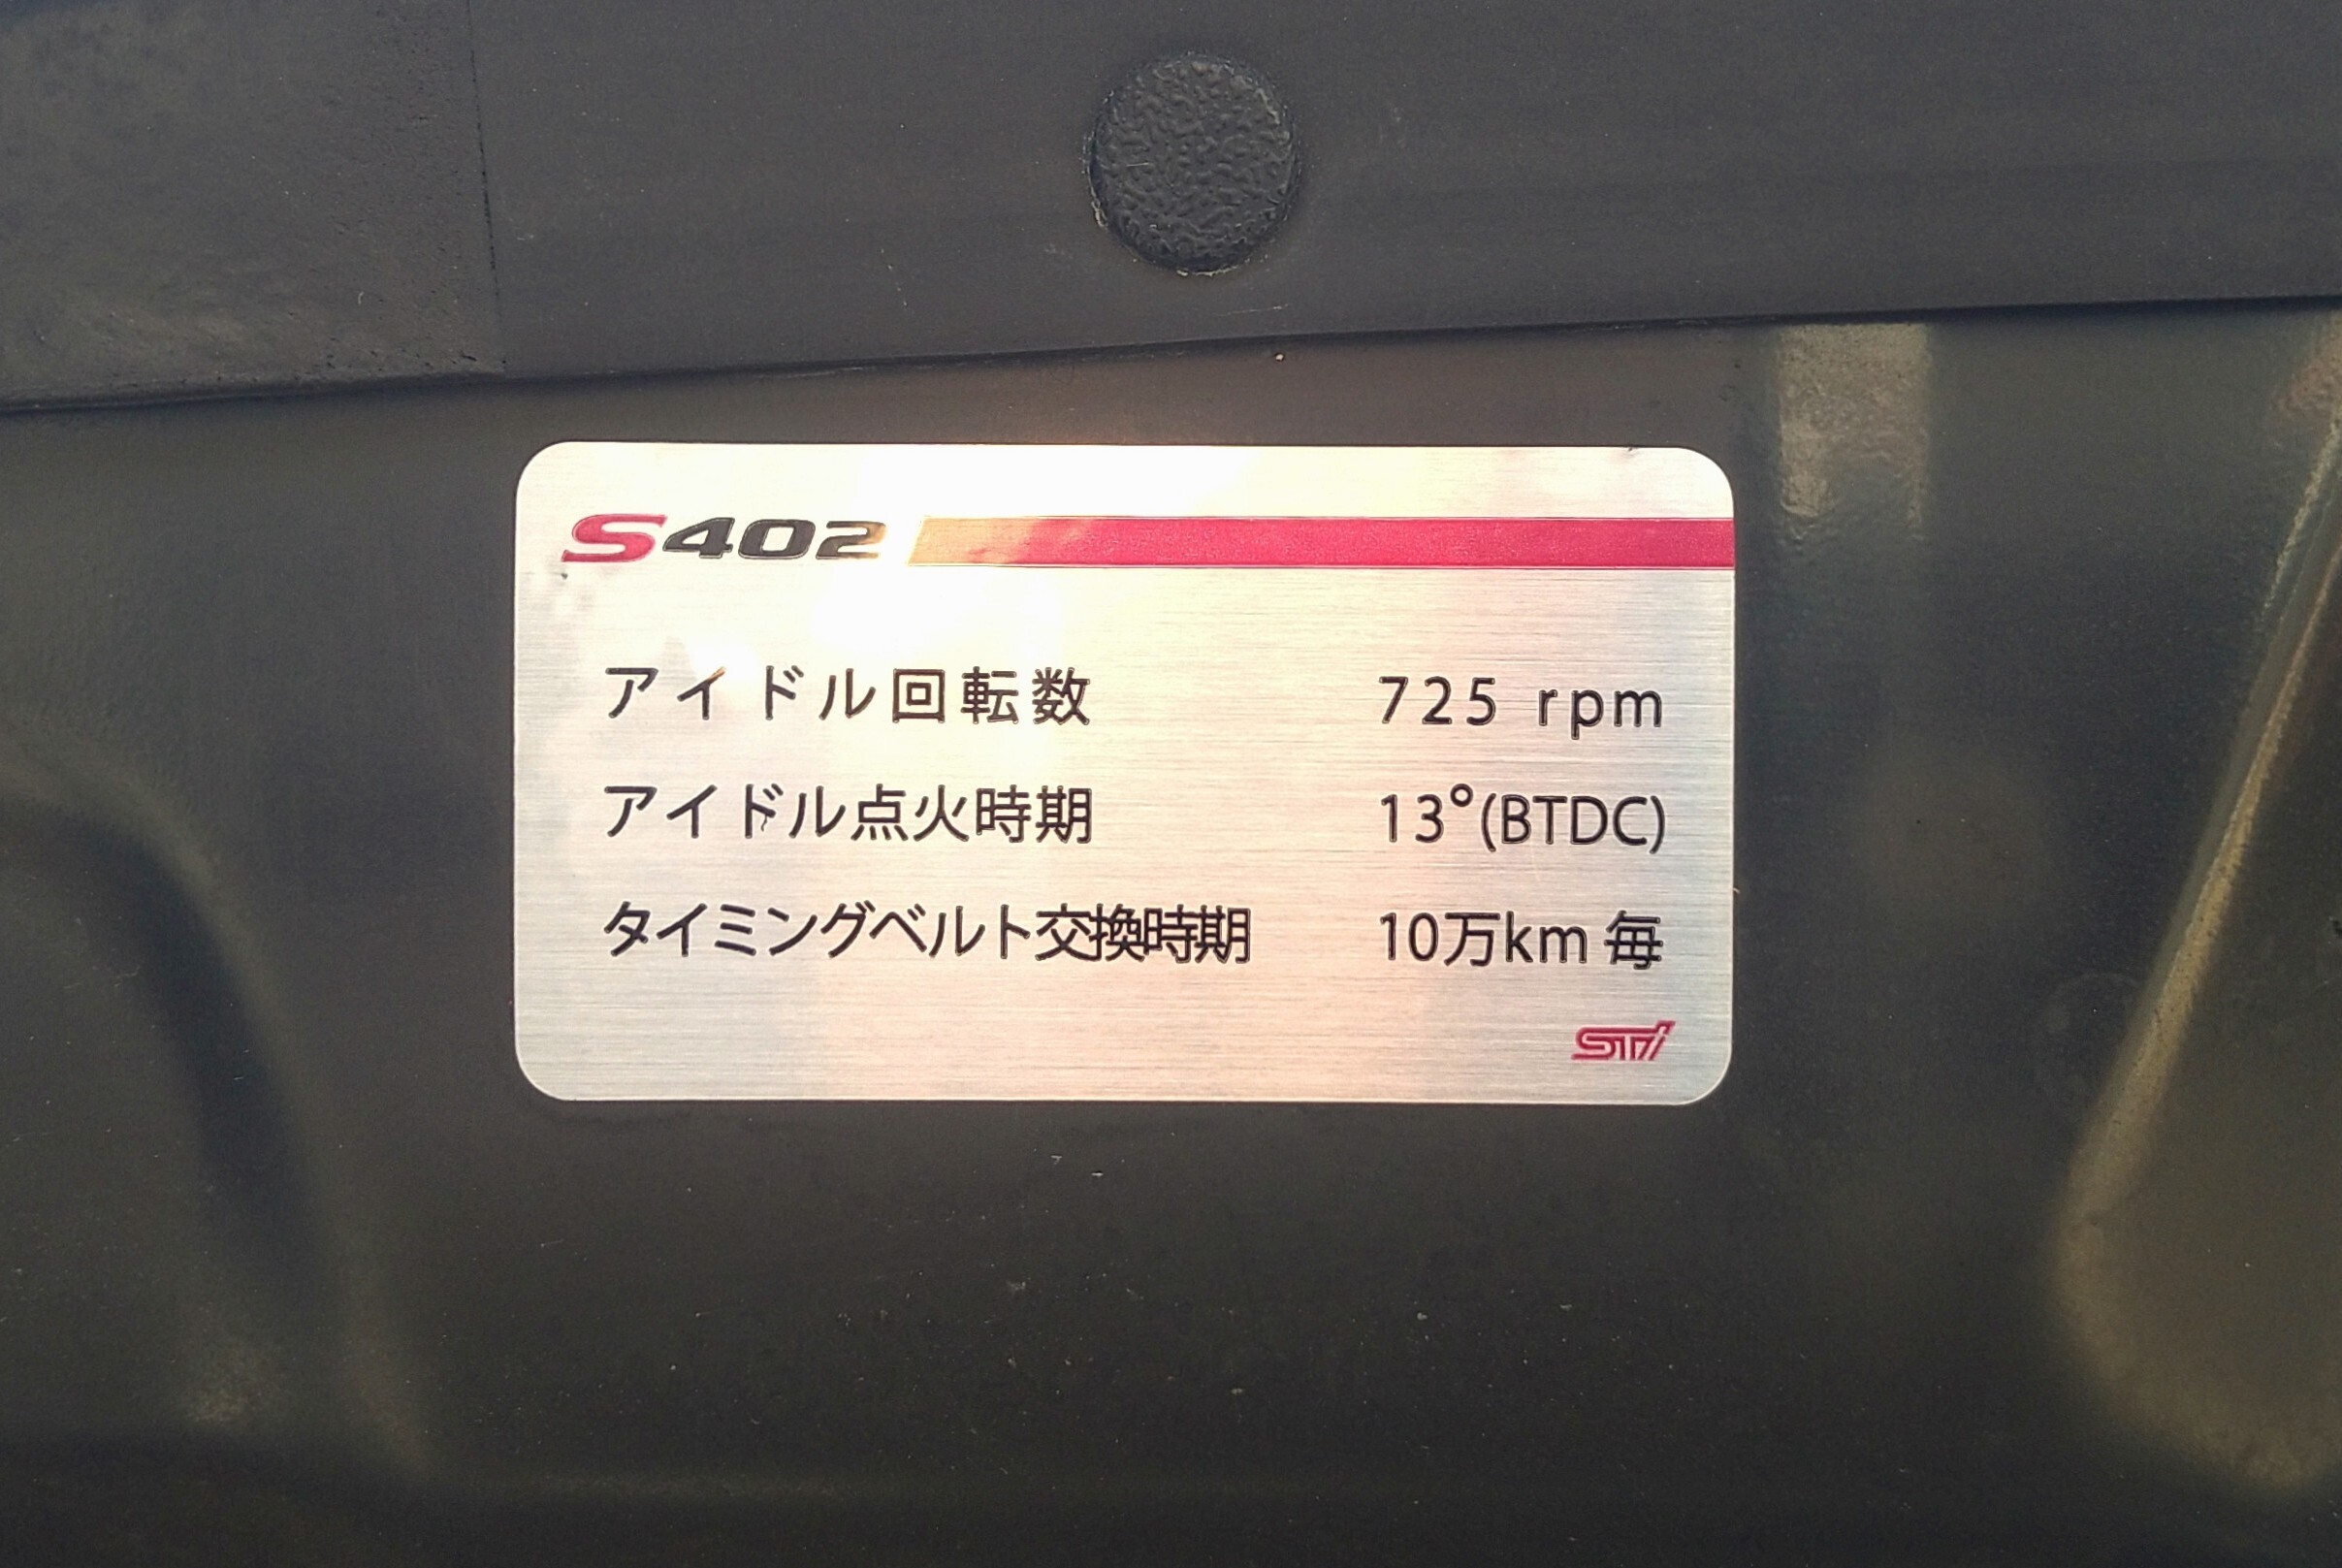 S402
アイドル回転数 725 rpm
アイドル点火時期 13°(BTDC)
タイミングベルト交換時期 10万km毎
STi